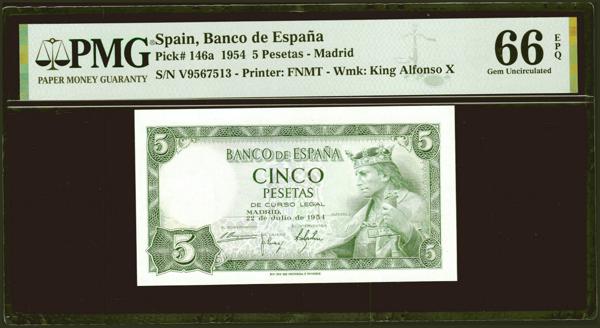 PMG®
PAPER MONEY GUARANTY
Spain, Banco de España
Pick# 146a 1954 5 Pesetas - Madrid
S/N V9567513 - Printer: FNMT - Wmk: King Alfonso X
66 EPQ
Gem Uncirculated
5 5
BANCO DE ESPAÑA
CINCO
PESETAS
DE CURSO LEGAL
MADRID,
22 de Julio de 1954
5